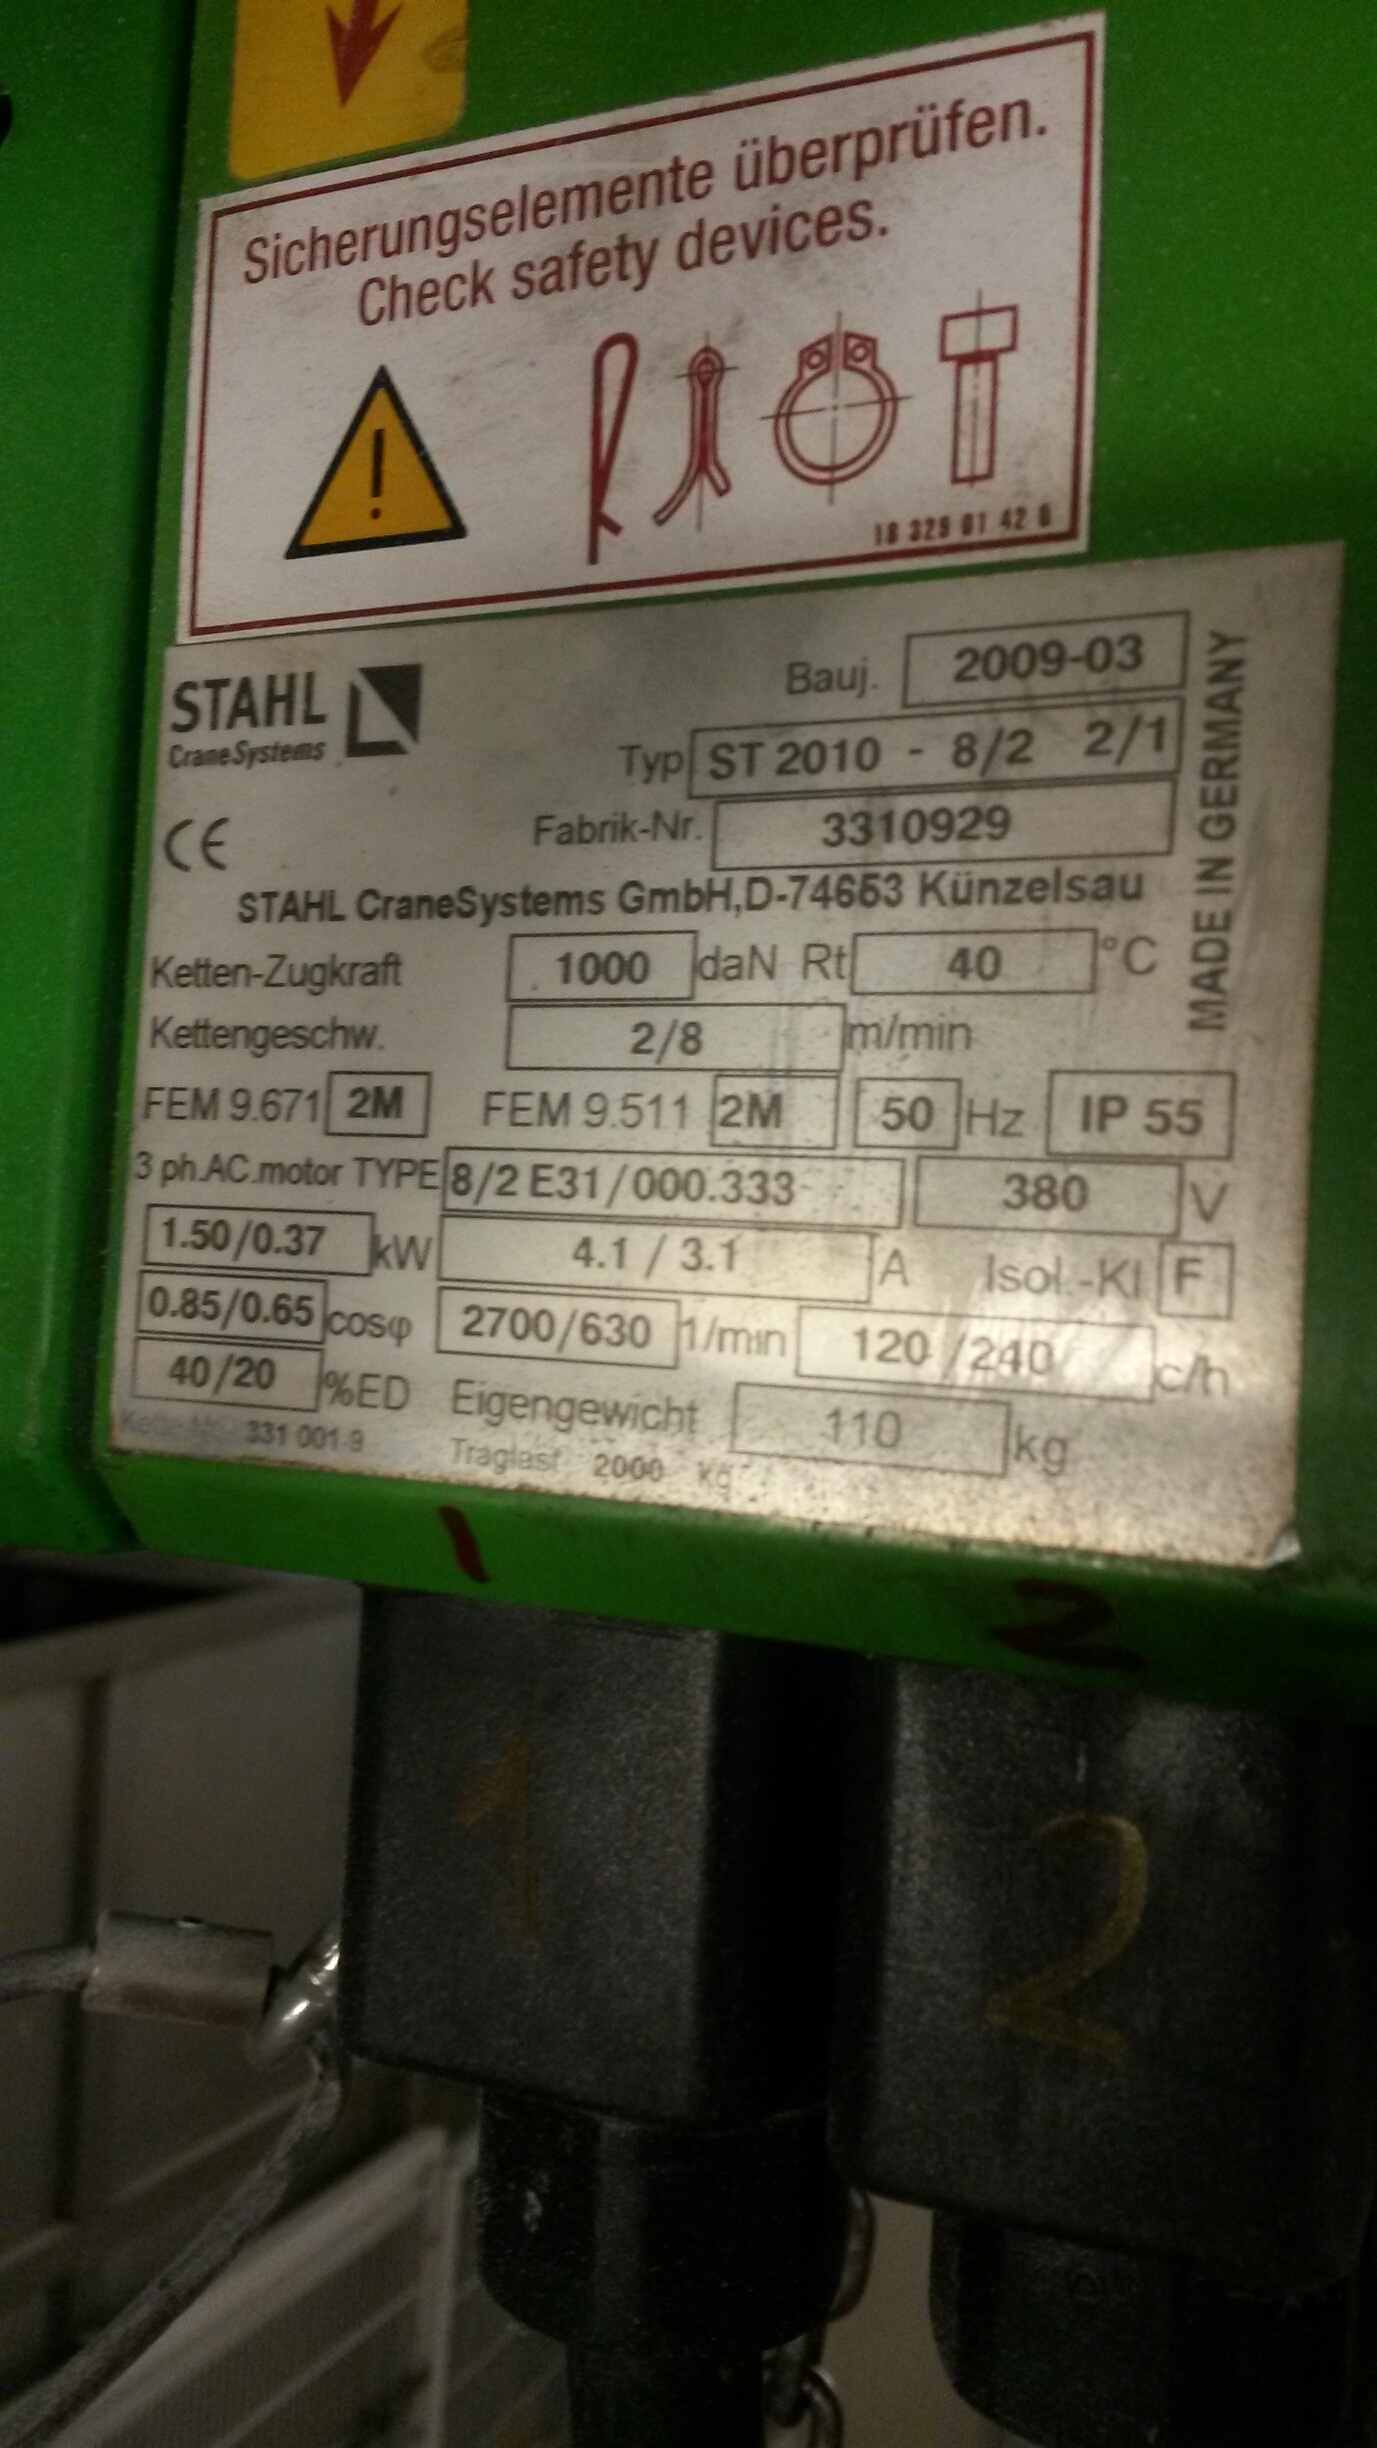 Sicherungselemente überprüfen.
Check safety devices.
!
18 329 01 42 0
STAHL
CraneSystems
Bauj. 2009-03
Typ ST 2010 - 8/2 2/1
CE
Fabrik-Nr. 3310929
MADE IN GERMANY
STAHL CraneSystems GmbH,D-74653 Künzelsau
Ketten-Zugkraft 1000 daN Rt 40 °C
Kettengeschw. 2/8 m/min
FEM 9.671 2M FEM 9.511 2M 50 Hz IP 55
3 ph.AC.motor TYPE 8/2 E31/000.333 380 V
1.50/0.37 kW 4.1 / 3.1 A Isol.-Kl F
0.85/0.65 cosφ 2700/630 1/min 120/240 c/h
40/20 %ED Eigengewicht 110 kg
331 001-9 Traglast 2000 kg
1 2
1 2